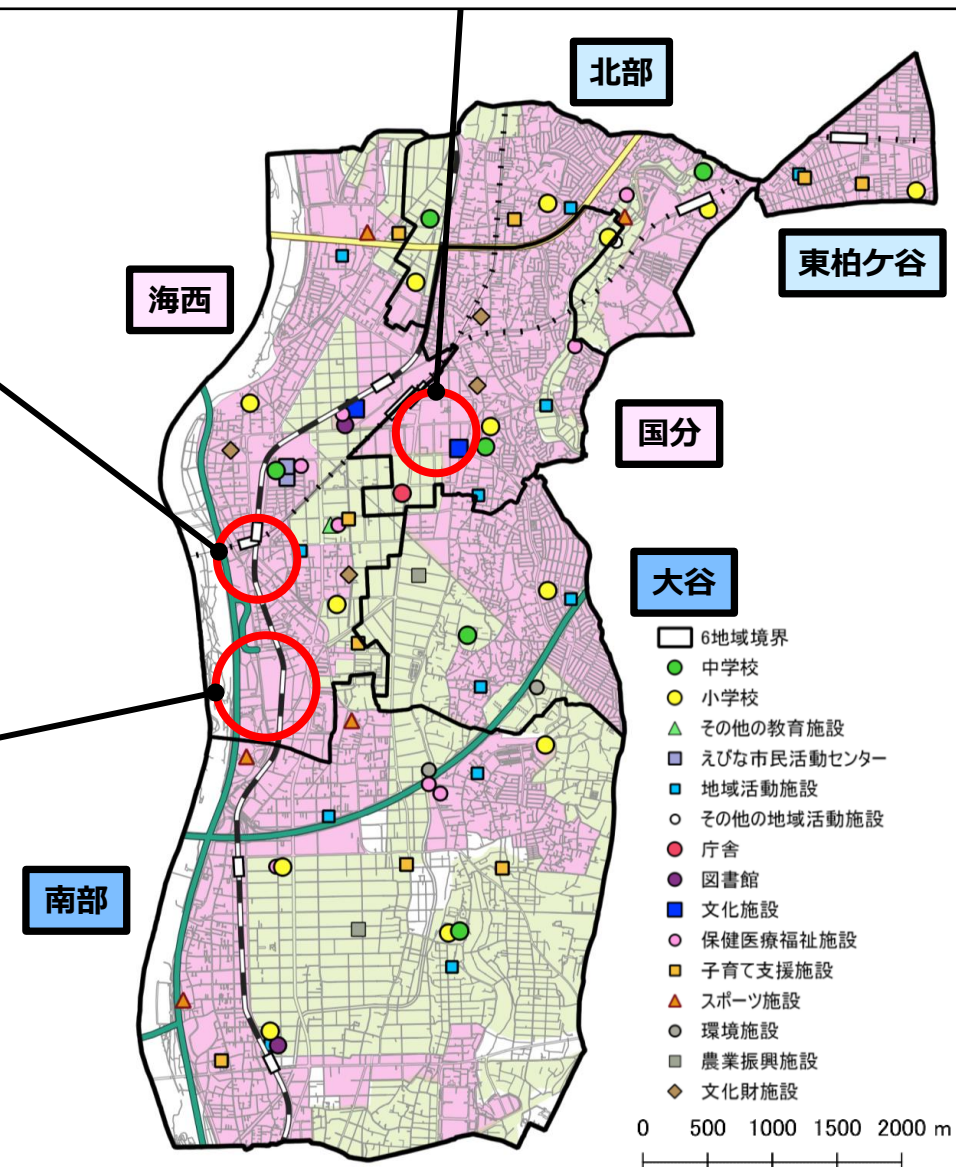 北部
東柏ケ谷
海西
国分
大谷
南部
6地域境界
中学校
小学校
その他の教育施設
えびな市民活動センター
地域活動施設
その他の地域活動施設
庁舎
図書館
文化施設
保健医療福祉施設
子育て支援施設
スポーツ施設
環境施設
農業振興施設
文化財施設
0 500 1000 1500 2000 m